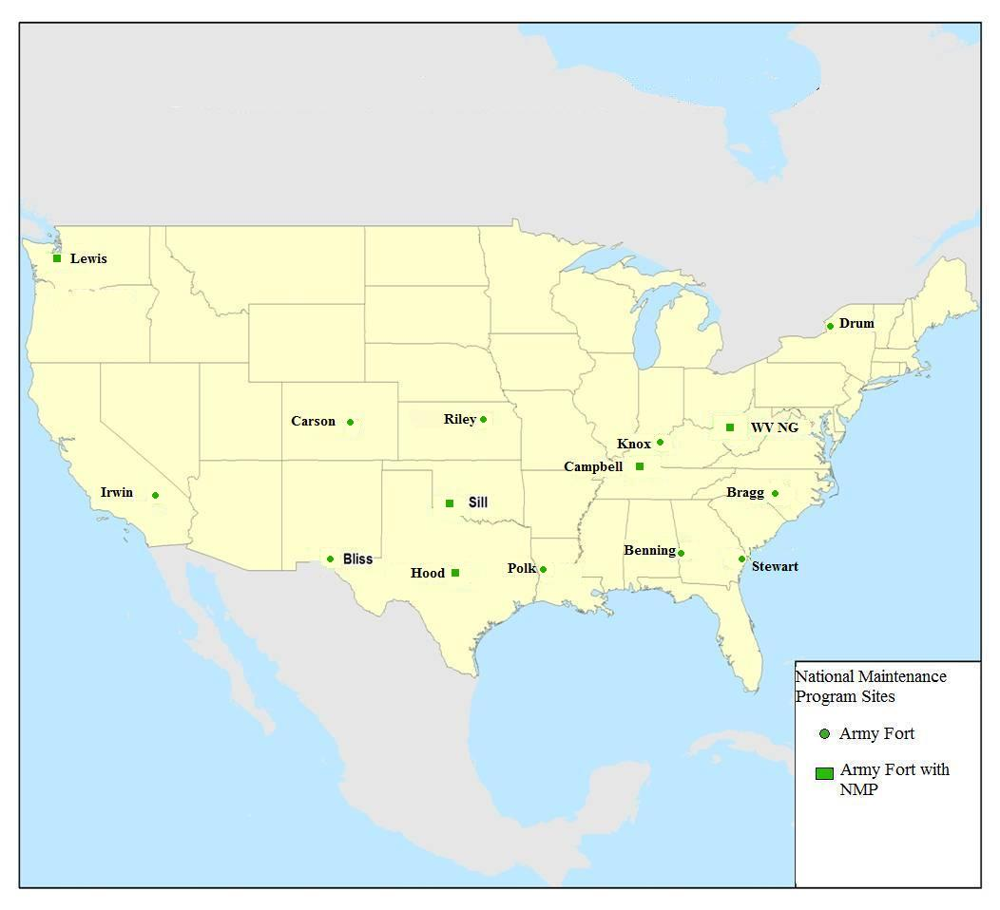 Lewis
Drum
Carson
Riley
WV NG
Knox
Campbell
Irwin
Bragg
Sill
Benning
Bliss
Stewart
Hood
Polk
National Maintenance
Program Sites
Army Fort
Army Fort with
NMP